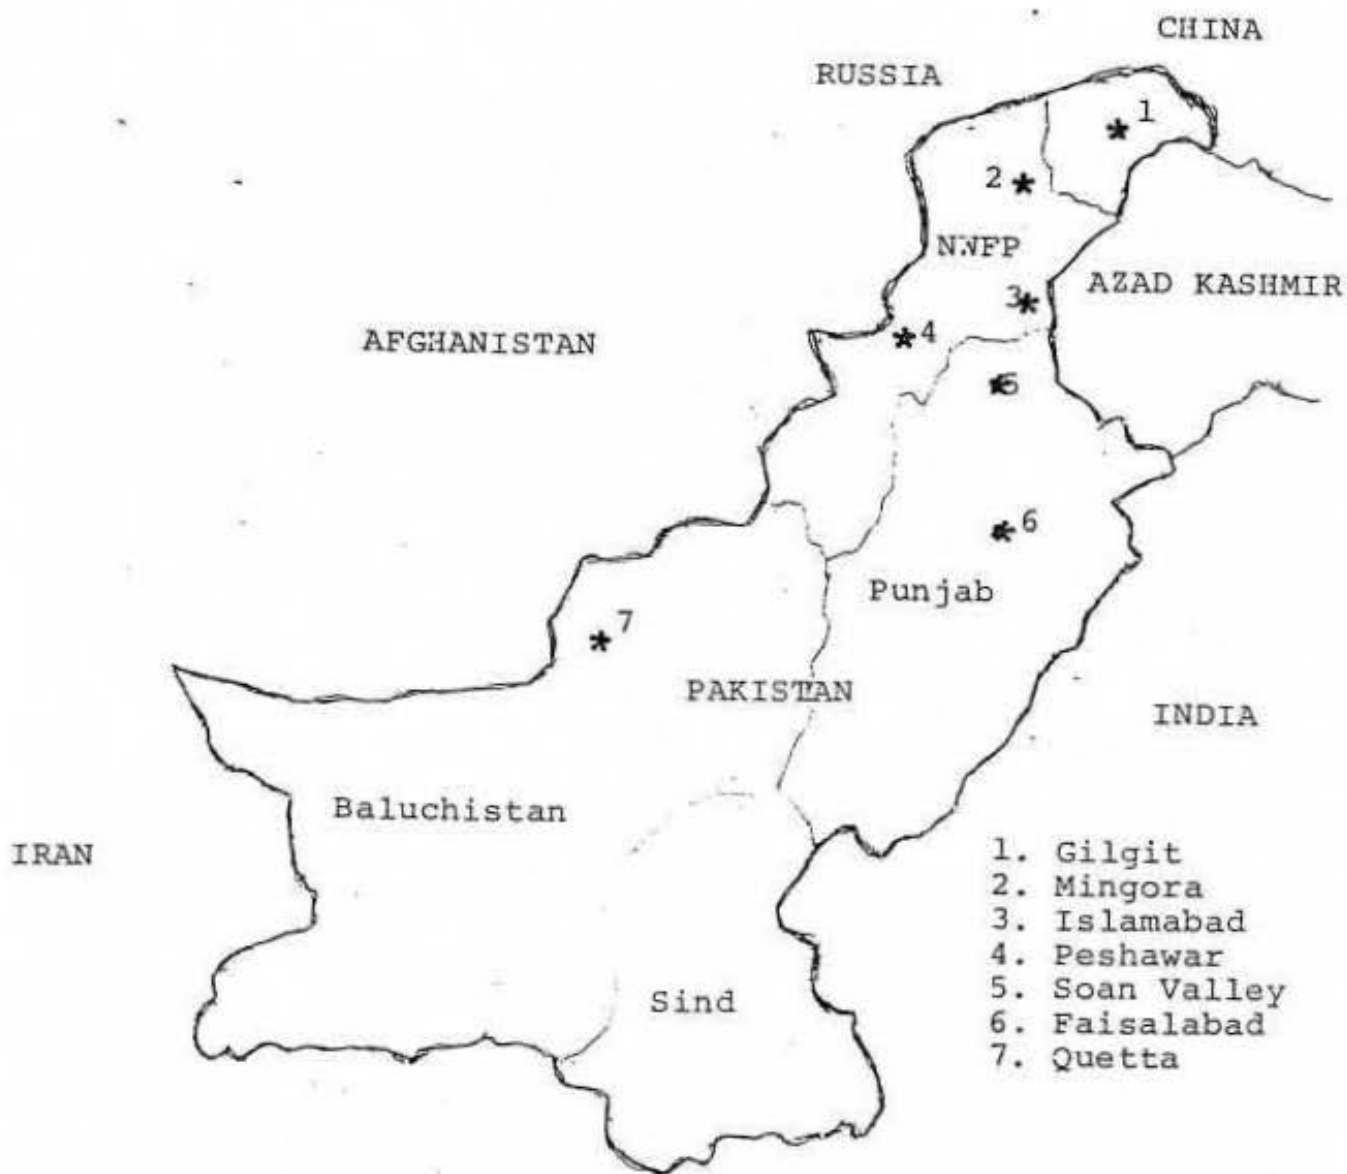 CHINA
RUSSIA
1
2
NWFP
AZAD KASHMIR
3
AFGHANISTAN
4
5
6
Punjab
7
PAKISTAN
INDIA
Baluchistan
IRAN
Sind
1. Gilgit
2. Mingora
3. Islamabad
4. Peshawar
5. Soan Valley
6. Faisalabad
7. Quetta